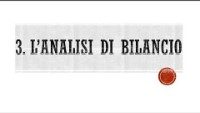 3. L'ANALISI DI BILANCIO